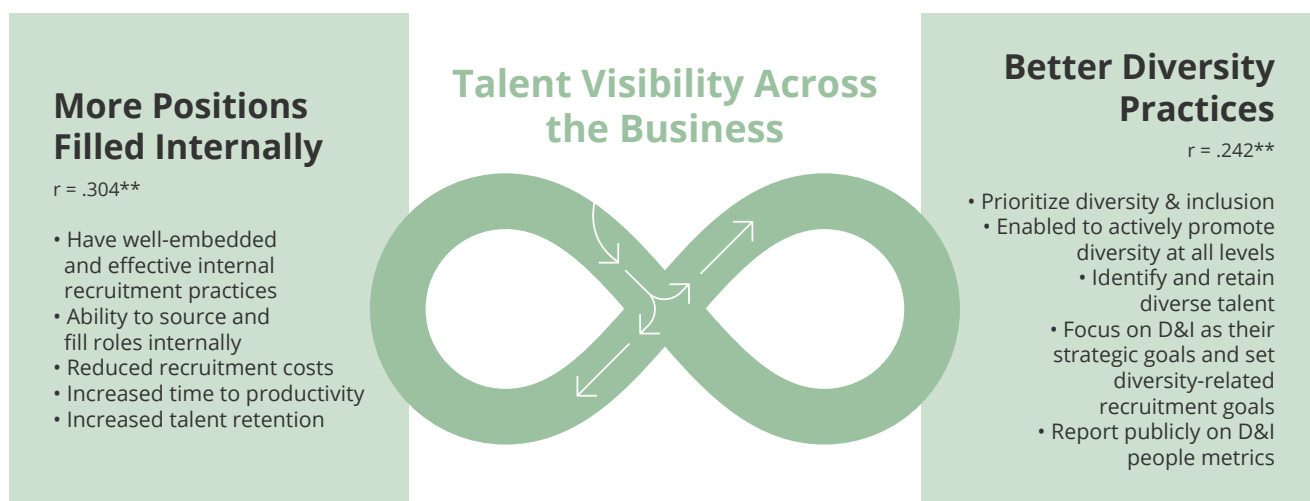 More Positions
Filled Internally
r = .304**
• Have well-embedded
and effective internal
recruitment practices
• Ability to source and
fill roles internally
• Reduced recruitment costs
• Increased time to productivity
• Increased talent retention
Talent Visibility Across
the Business
Better Diversity
Practices
r = .242**
• Prioritize diversity & inclusion
• Enabled to actively promote
diversity at all levels
• Identify and retain
diverse talent
• Focus on D&I as their
strategic goals and set
diversity-related
recruitment goals
• Report publicly on D&I
people metrics